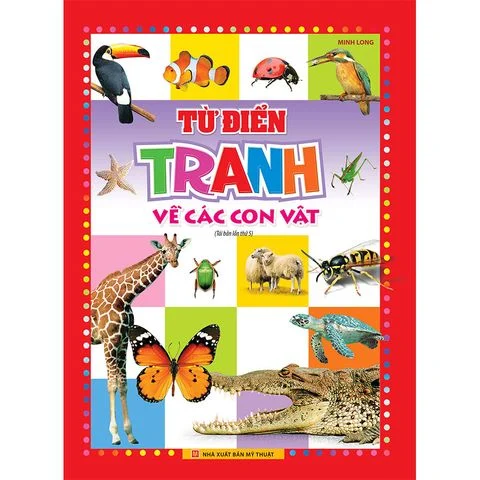 MINH LONG
TỪ ĐIỂN
TRANH
VỀ CÁC CON VẬT
(Tái bản lần thứ 5)
NHÀ XUẤT BẢN MỸ THUẬT